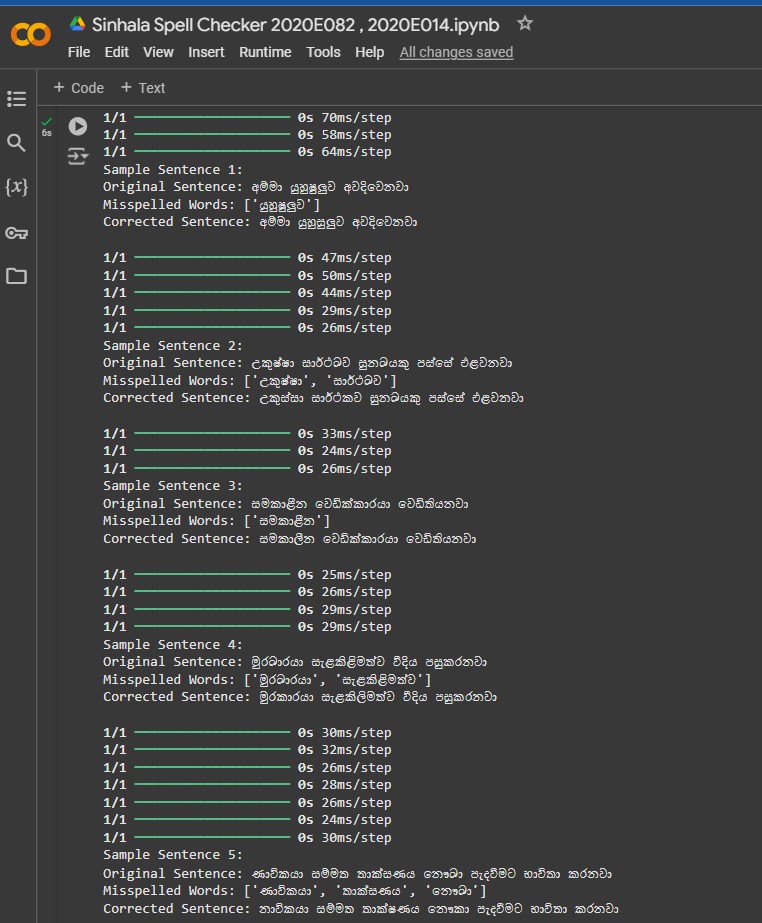 Sinhala Spell Checker 2020E082 , 2020E014.ipynb
File Edit View Insert Runtime Tools Help All changes saved
+ Code + Text
6s
1/1 0s 70ms/step
1/1 0s 58ms/step
1/1 0s 64ms/step
Sample Sentence 1:
Original Sentence: අම්මා යුහුෂුලුව අවදිවෙනවා
Misspelled Words: ['යුහුෂුලුව']
Corrected Sentence: අම්මා යුහුසුලුව අවදිවෙනවා
1/1 0s 47ms/step
1/1 0s 50ms/step
1/1 0s 44ms/step
1/1 0s 29ms/step
1/1 0s 26ms/step
Sample Sentence 2:
Original Sentence: උකුෂ්ෂා සාර්ථඛව සුනඛයකු පස්සේ එළවනවා
Misspelled Words: ['උකුෂ්ෂා', 'සාර්ථඛව']
Corrected Sentence: උකුස්සා සාර්ථකව සුනඛයකු පස්සේ එළවනවා
1/1 0s 33ms/step
1/1 0s 24ms/step
1/1 0s 26ms/step
Sample Sentence 3:
Original Sentence: සමකාළීන වෙඩික්කාරයා වෙඩිතියනවා
Misspelled Words: ['සමකාළීන']
Corrected Sentence: සමකාලීන වෙඩික්කාරයා වෙඩිතියනවා
1/1 0s 25ms/step
1/1 0s 26ms/step
1/1 0s 29ms/step
1/1 0s 29ms/step
Sample Sentence 4:
Original Sentence: මුරඛාරයා සැළකිළිමත්ව වීදිය පසුකරනවා
Misspelled Words: ['මුරඛාරයා', 'සැළකිළිමත්ව']
Corrected Sentence: මුරකාරයා සැළකිලිමත්ව වීදිය පසුකරනවා
1/1 0s 30ms/step
1/1 0s 32ms/step
1/1 0s 26ms/step
1/1 0s 28ms/step
1/1 0s 26ms/step
1/1 0s 24ms/step
1/1 0s 30ms/step
Sample Sentence 5:
Original Sentence: ණාවිකයා සම්මත තාක්සණය නෞඛා පැදවීමට භාවිතා කරනවා
Misspelled Words: ['ණාවිකයා', 'තාක්සණය', 'නෞඛා']
Corrected Sentence: නාවිකයා සම්මත තාක්ෂණය නෞකා පැදවීමට භාවිතා කරනවා